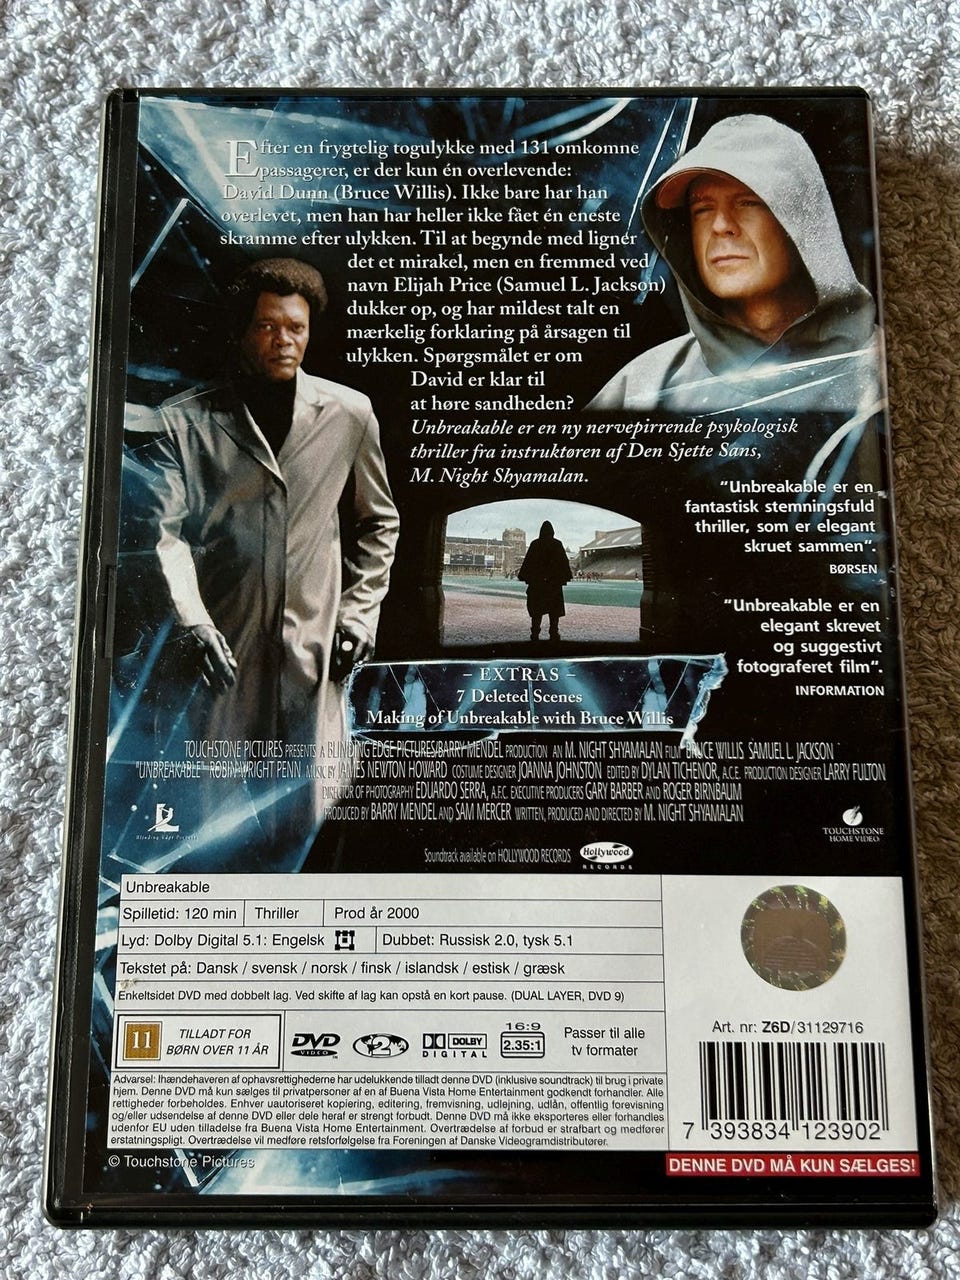 Efter en frygtelig togulykke med 131 omkomne
passagerer, er der kun én overlevende:
David Dunn (Bruce Willis). Ikke bare har han
overlevet, men han har heller ikke fået én eneste
skramme efter ulykken. Til at begynde med ligner
det et mirakel, men en fremmed ved
navn Elijah Price (Samuel L. Jackson)
dukker op, og har mildest talt en
mærkelig forklaring på årsagen til
ulykken. Spørgsmålet er om
David er klar til
at høre sandheden?
Unbreakable er en ny nervepirrende psykologisk
thriller fra instruktøren af Den Sjette Sans,
M. Night Shyamalan.
"Unbreakable er en
fantastisk stemningsfuld
thriller, som er elegant
skruet sammen".
BØRSEN
"Unbreakable er en
elegant skrevet
og suggestivt
fotograferet film".
INFORMATION
– EXTRAS –
7 Deleted Scenes
Making of Unbreakable with Bruce Willis
TOUCHSTONE PICTURES PRESENTS A BLINDING EDGE PICTURES/BARRY MENDEL PRODUCTION AN M. NIGHT SHYAMALAN FILM BRUCE WILLIS SAMUEL L. JACKSON
"UNBREAKABLE" ROBIN WRIGHT PENN MUSIC BY JAMES NEWTON HOWARD COSTUME DESIGNER JOANNA JOHNSTON EDITED BY DYLAN TICHENOR, A.C.E. PRODUCTION DESIGNER LARRY FULTON
DIRECTOR OF PHOTOGRAPHY EDUARDO SERRA, A.F.C. EXECUTIVE PRODUCERS GARY BARBER AND ROGER BIRNBAUM
PRODUCED BY BARRY MENDEL AND SAM MERCER WRITTEN, PRODUCED AND DIRECTED BY M. NIGHT SHYAMALAN
Blinding Edge Pictures
TOUCHSTONE
HOME VIDEO
Soundtrack available on HOLLYWOOD RECORDS
Hollywood
RECORDS
Unbreakable
Spilletid: 120 min Thriller Prod år 2000
Lyd: Dolby Digital 5.1: Engelsk Dubbet: Russisk 2.0, tysk 5.1
Tekstet på: Dansk / svensk / norsk / finsk / islandsk / estisk / græsk
Enkeltsidet DVD med dobbelt lag. Ved skifte af lag kan opstå en kort pause. (DUAL LAYER, DVD 9)
11 TILLADT FOR
BØRN OVER 11 ÅR
DVD
VIDEO
2
DOLBY
DIGITAL
16:9
2.35:1
Passer til alle
tv formater
Art. nr: Z6D/31129716
7 393834 123902
Advarsel: Ihændehaveren af ophavsrettighederne har udelukkende tilladt denne DVD (inklusive soundtrack) til brug i private
hjem. Denne DVD må kun sælges til privatpersoner af en af Buena Vista Home Entertainment godkendt forhandler. Alle
rettigheder forbeholdes. Enhver uautoriseret kopiering, editering, fremvisning, udlejning, udlån, offentlig forevisning
og/eller udsendelse af denne DVD eller dele heraf er strengt forbudt. Denne DVD må ikke eksporteres eller forhandles
udenfor EU uden tilladelse fra Buena Vista Home Entertainment. Overtrædelse af forbud er strafbart og medfører
erstatningspligt. Overtrædelse vil medføre retsforfølgelse fra Foreningen af Danske Videogramdistributører.
© Touchstone Pictures
DENNE DVD MÅ KUN SÆLGES!